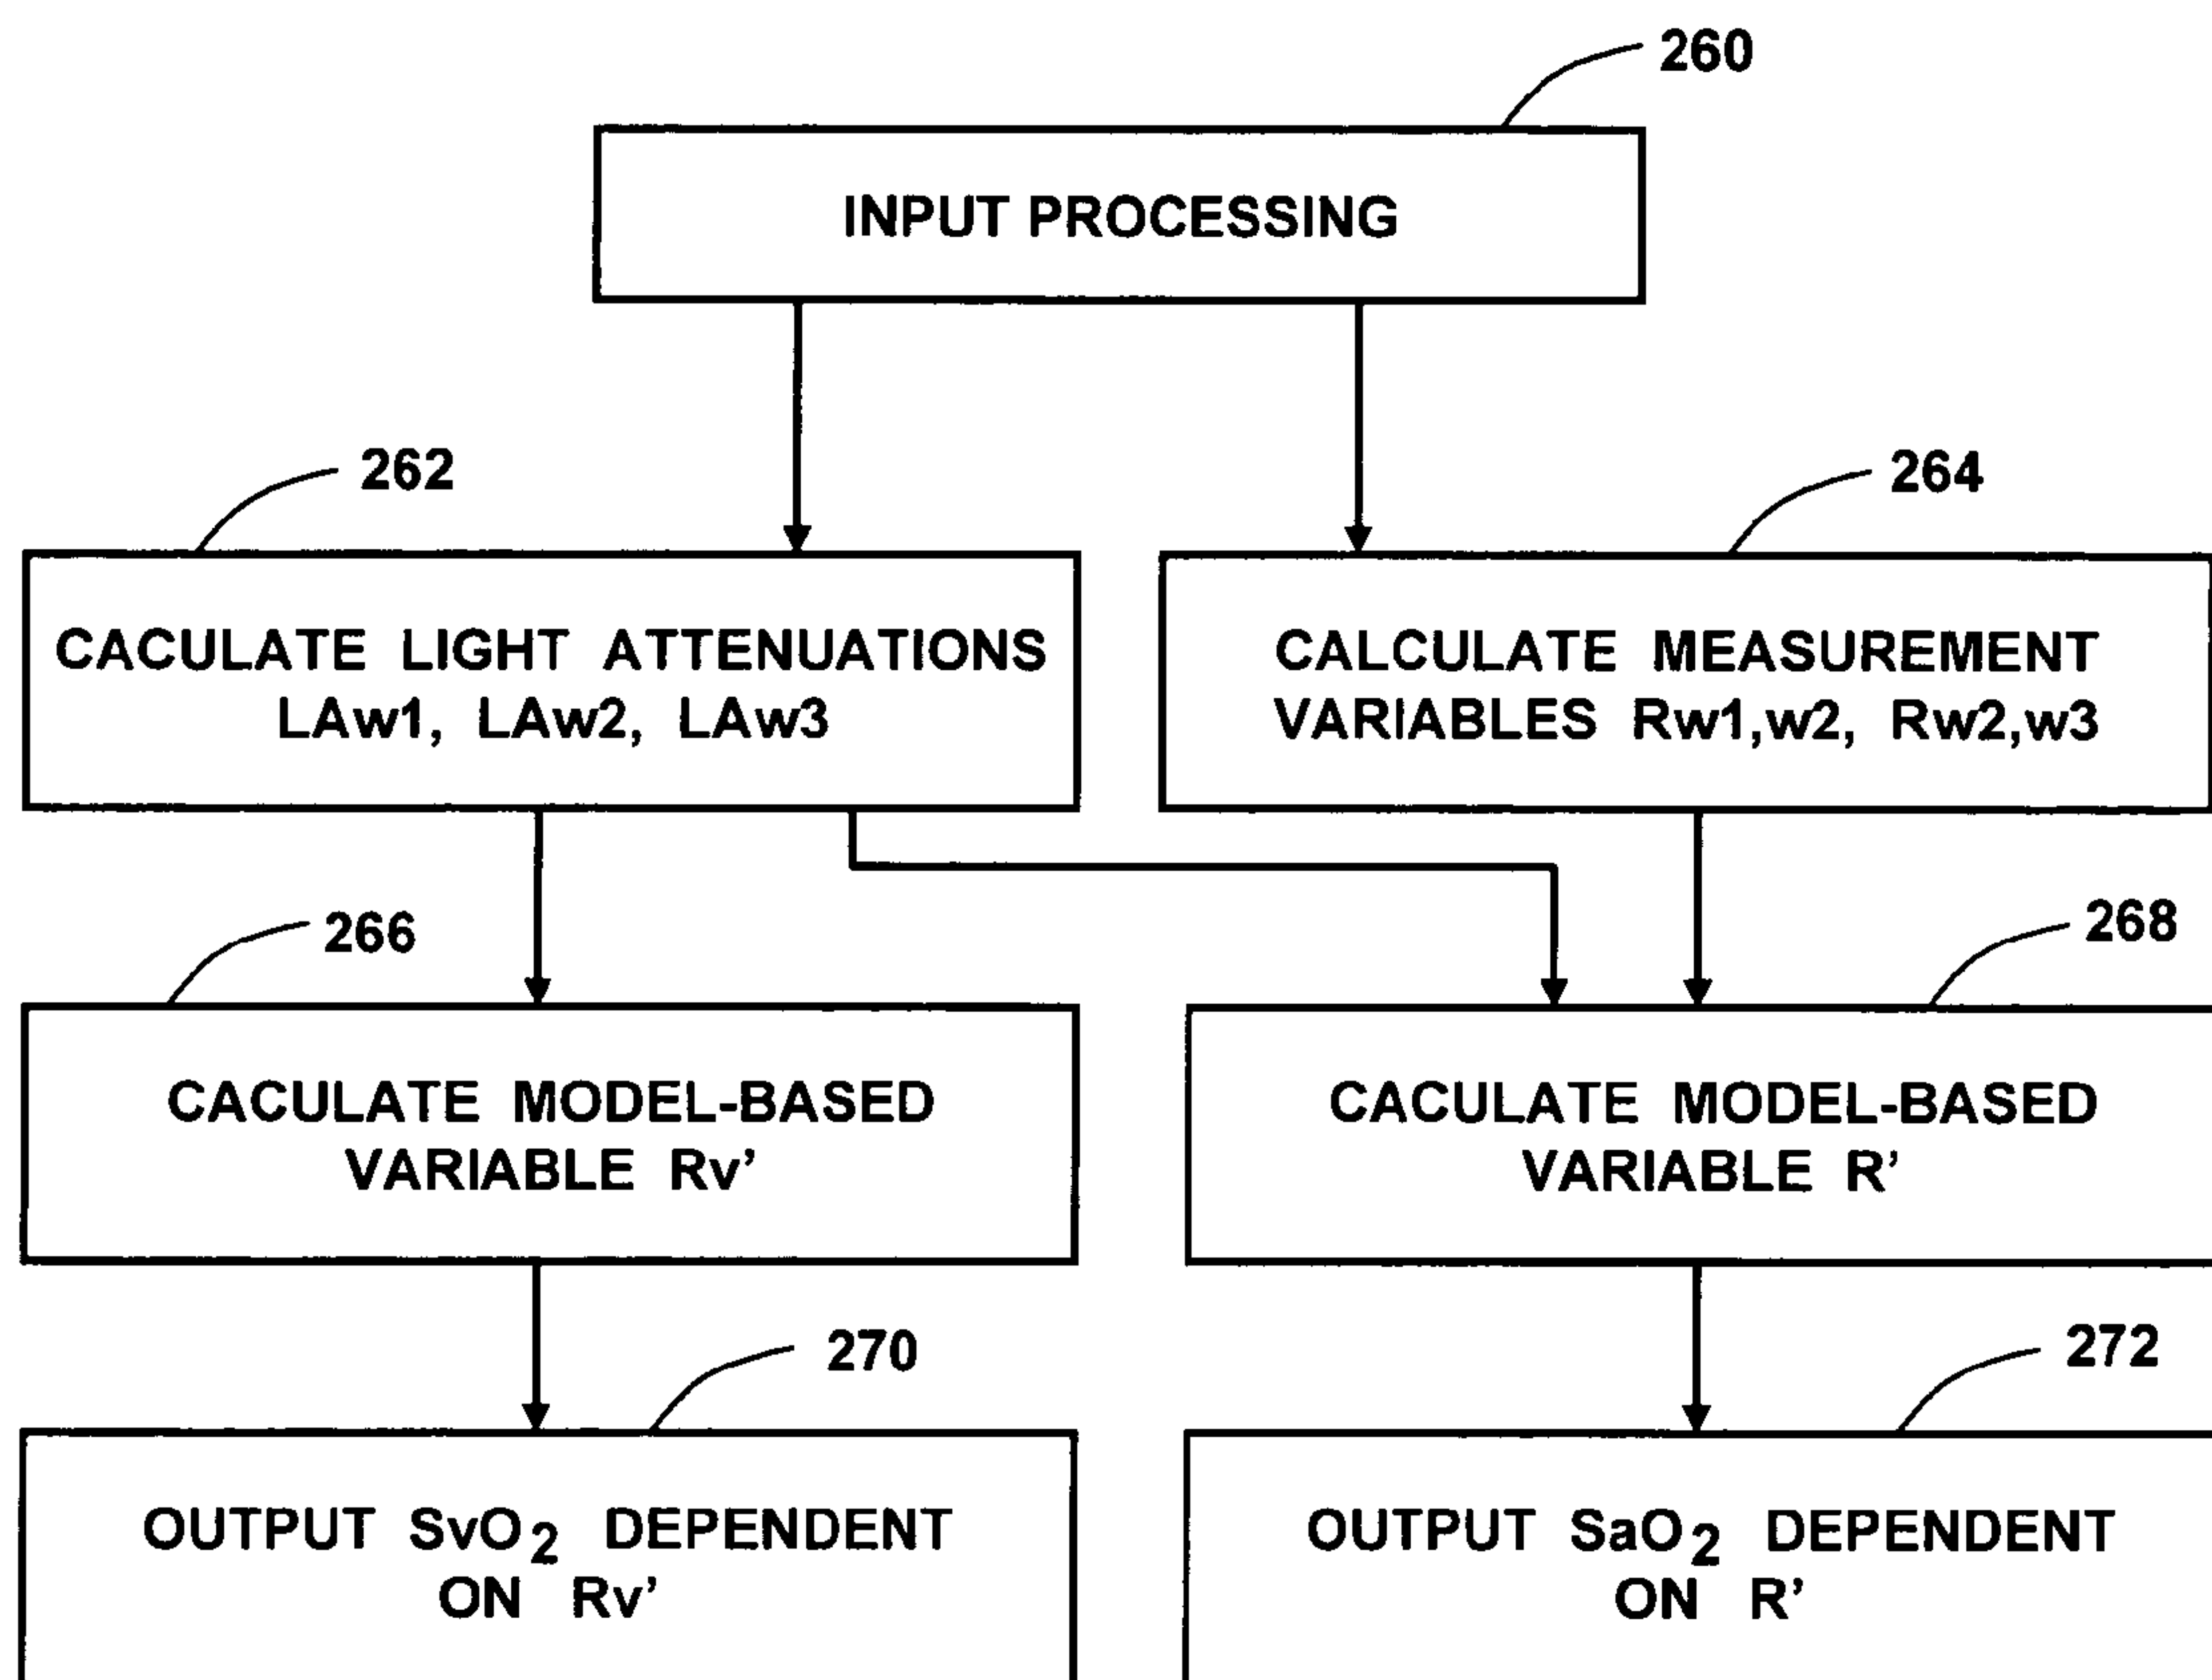 260
INPUT PROCESSING
262
264
CACULATE LIGHT ATTENUATIONS
LAw1, LAw2, LAw3
CALCULATE MEASUREMENT
VARIABLES Rw1,w2, Rw2,w3
266
268
CACULATE MODEL-BASED
VARIABLE Rv’
CACULATE MODEL-BASED
VARIABLE R’
270
272
OUTPUT SvO₂ DEPENDENT
ON Rv’
OUTPUT SaO₂ DEPENDENT
ON R’